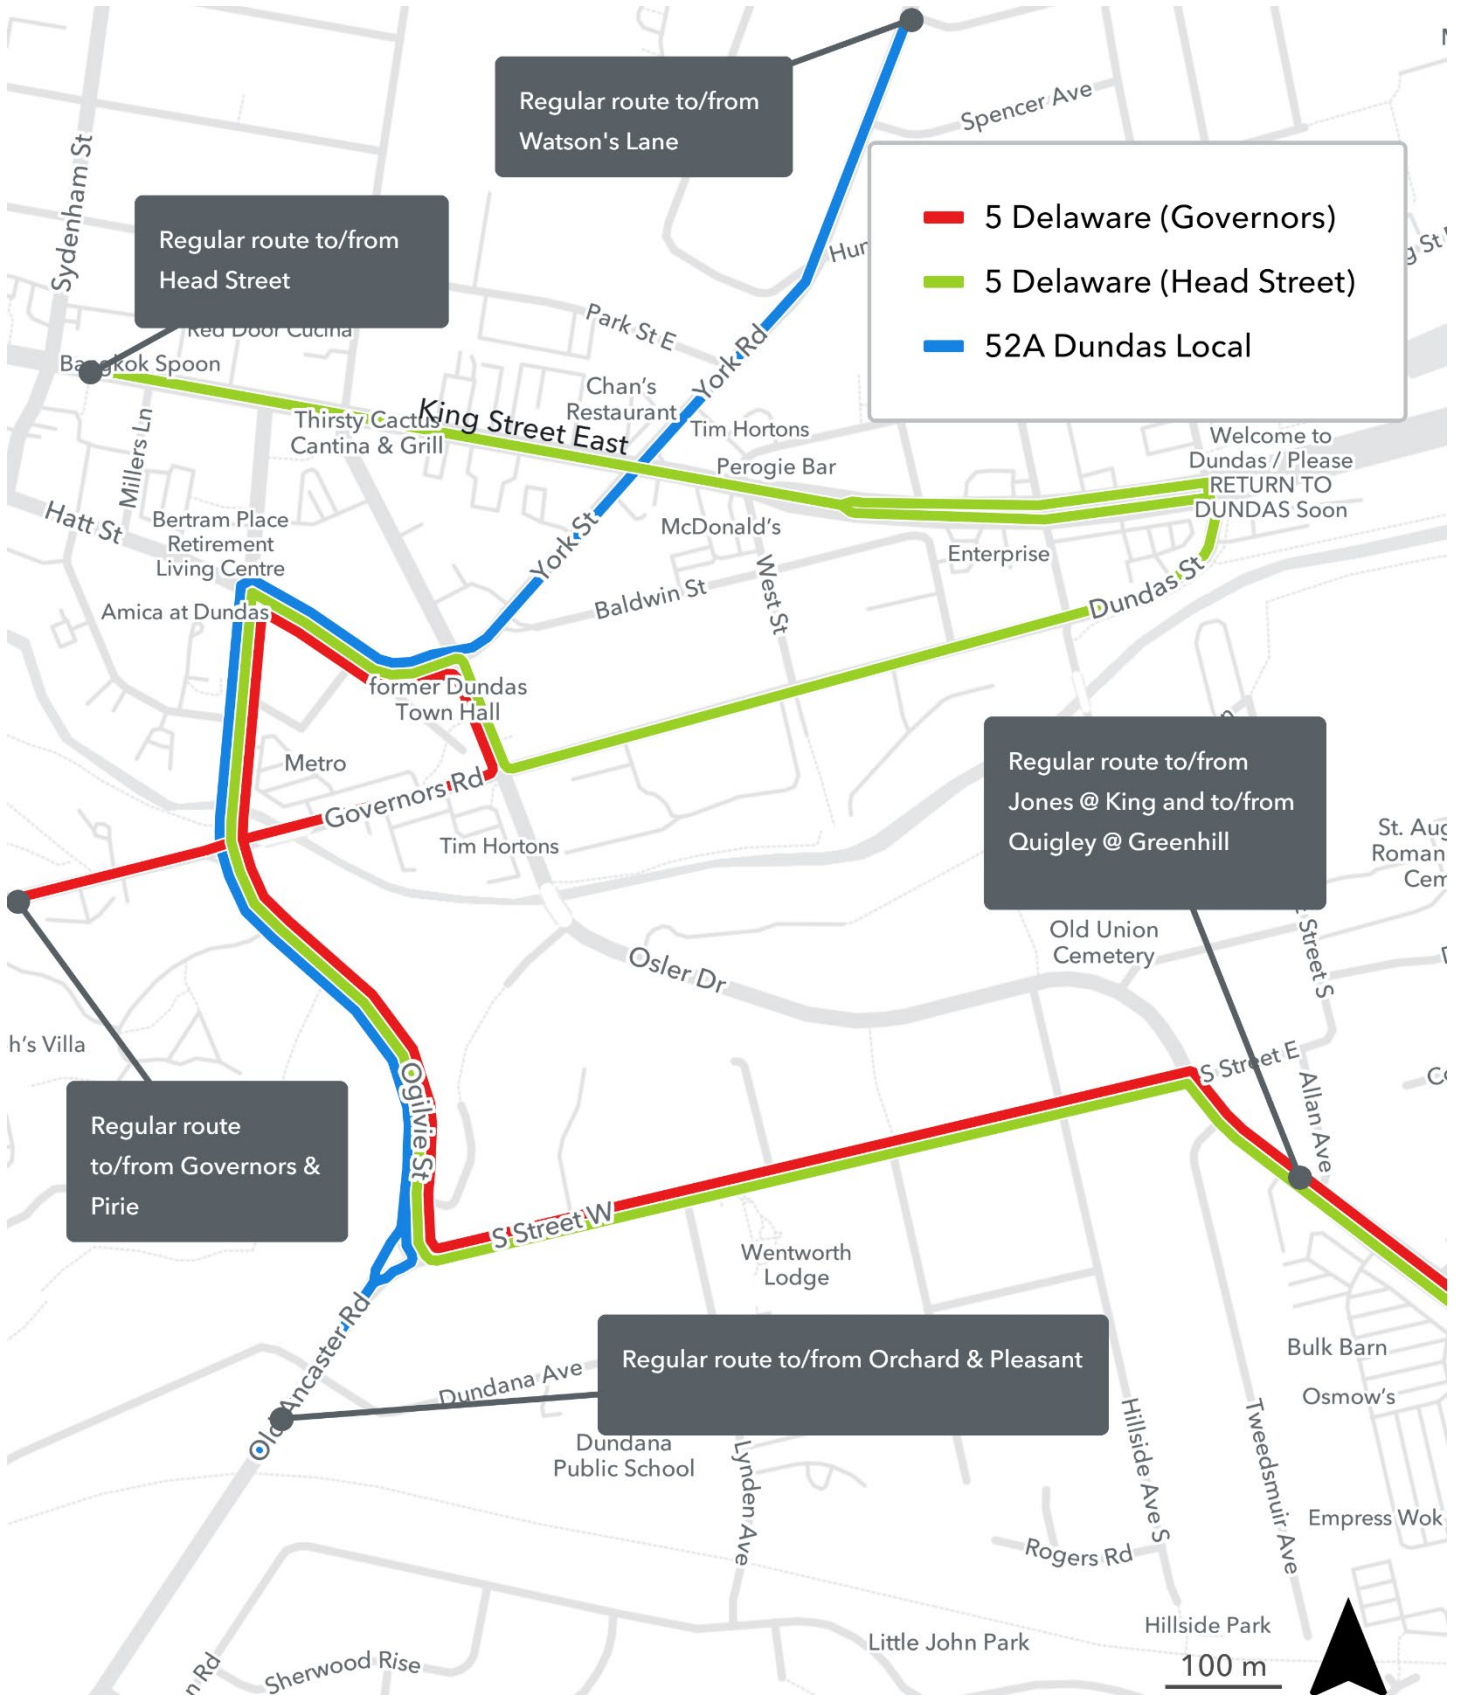 Regular route to/from
Watson's Lane
Spencer Ave
Sydenham St
Regular route to/from
Head Street
5 Delaware (Governors)
5 Delaware (Head Street)
52A Dundas Local
g St
Park St E
York Rd
Red Door Cucina
Bangkok Spoon
Chan's
Restaurant
King Street East
Thirsty Cactus
Cantina & Grill
Tim Hortons
Perogie Bar
Welcome to
Dundas / Please
RETURN TO
DUNDAS Soon
Millers Ln
Hatt St
Bertram Place
Retirement
Living Centre
McDonald's
York St
Enterprise
West St
Baldwin St
Dundas St
Amica at Dundas
former Dundas
Town Hall
Metro
Governors Rd
Tim Hortons
Regular route to/from
Jones @ King and to/from
Quigley @ Greenhill
St. Aug
Roman
Cem
Old Union
Cemetery
Street S
Osler Dr
h's Villa
S Street E
Allan Ave
Ogilvie St
Regular route
to/from Governors &
Pirie
S Street W
Wentworth
Lodge
Old Ancaster Rd
Regular route to/from Orchard & Pleasant
Dundana Ave
Bulk Barn
Osmow's
Dundana
Public School
Lynden Ave
Hillside Ave S
Tweedsmuir Ave
Empress Wok
Rogers Rd
Hillside Park
Little John Park
100 m
n Rd
Sherwood Rise